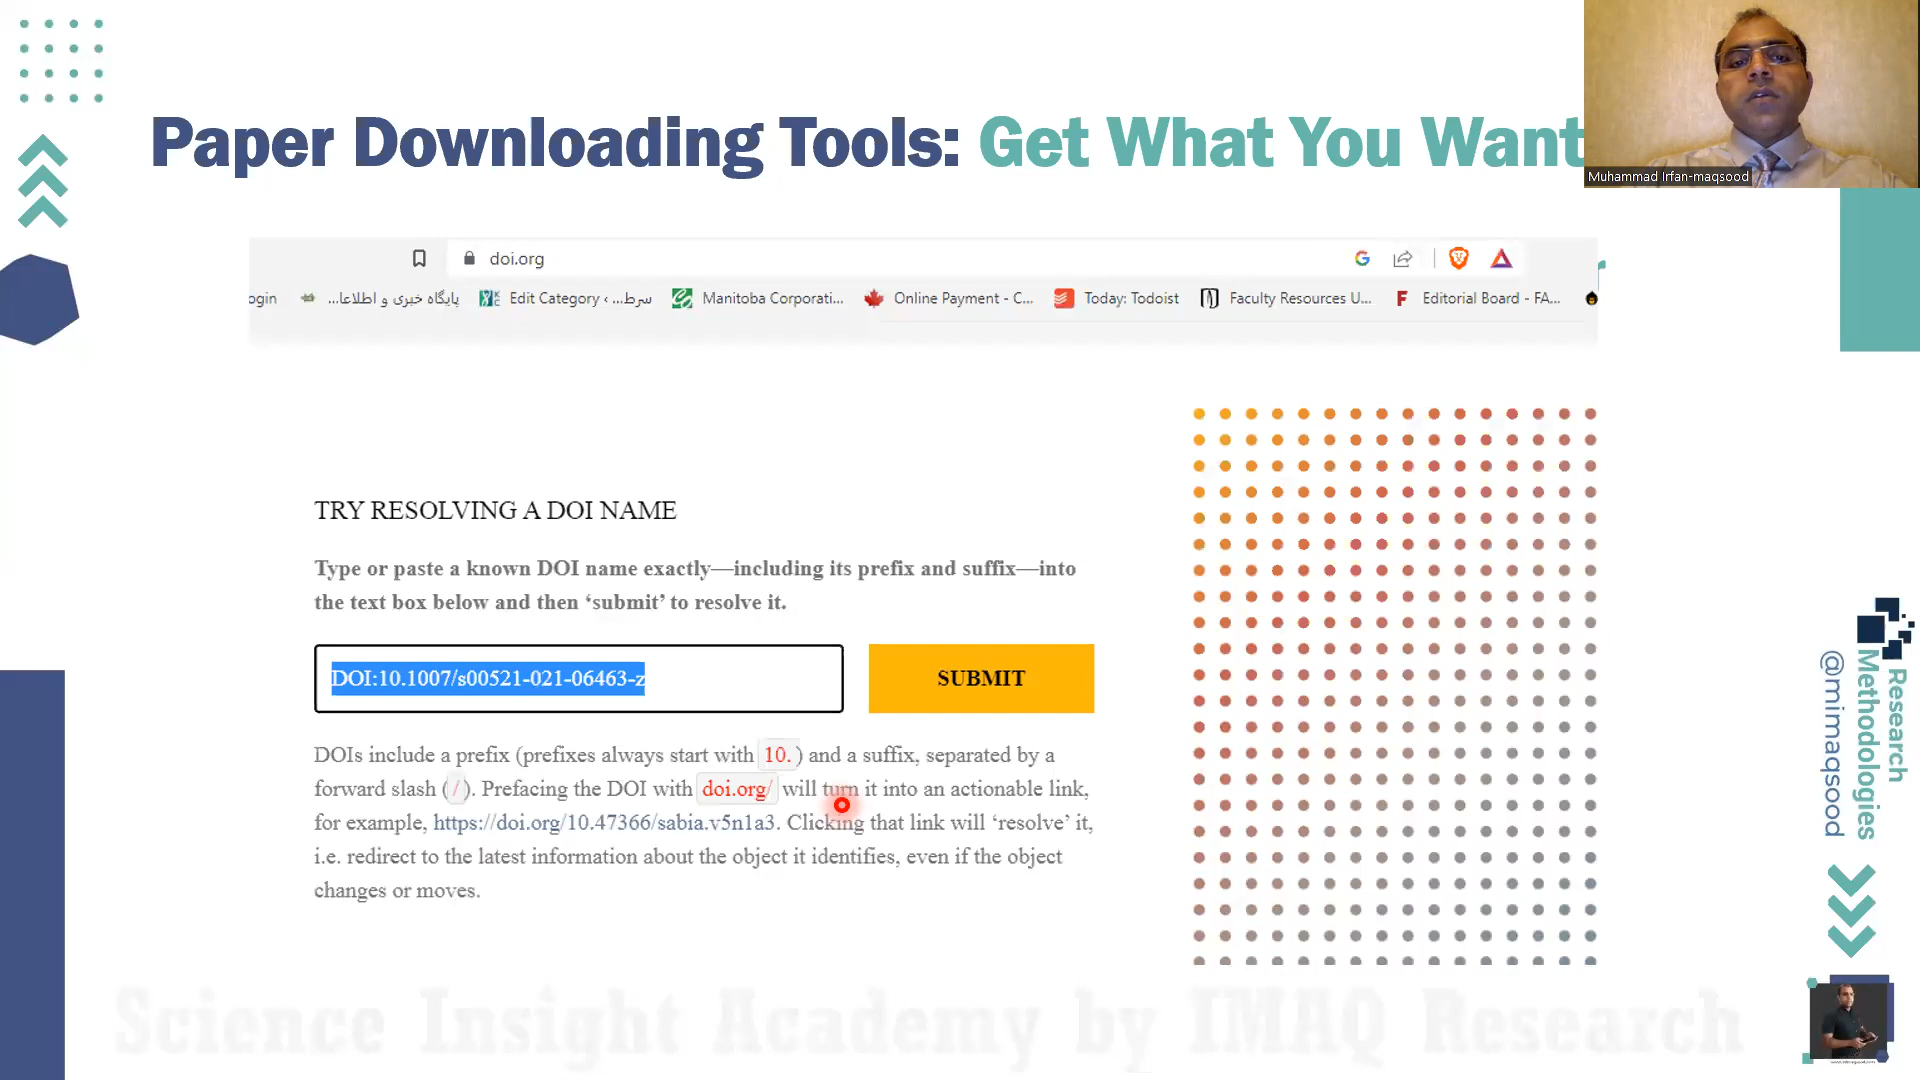 Paper Downloading Tools: Get What You Want
Muhammad Irfan-maqsood
doi.org
ogin
پایگاه خبری و اطلاعا...
Edit Category ‹ سرط...
Manitoba Corporati...
Online Payment - C...
Today: Todoist
Faculty Resources U...
Editorial Board - FA...
TRY RESOLVING A DOI NAME
Type or paste a known DOI name exactly—including its prefix and suffix—into
the text box below and then ‘submit’ to resolve it.
DOI:10.1007/s00521-021-06463-z
SUBMIT
DOIs include a prefix (prefixes always start with 10. ) and a suffix, separated by a
forward slash ( / ). Prefacing the DOI with doi.org/ will turn it into an actionable link,
for example, https://doi.org/10.47366/sabia.v5n1a3. Clicking that link will ‘resolve’ it,
i.e. redirect to the latest information about the object it identifies, even if the object
changes or moves.
Research
Methodologies
@mimaqsood
Science Insight Academy by IMAQ Research